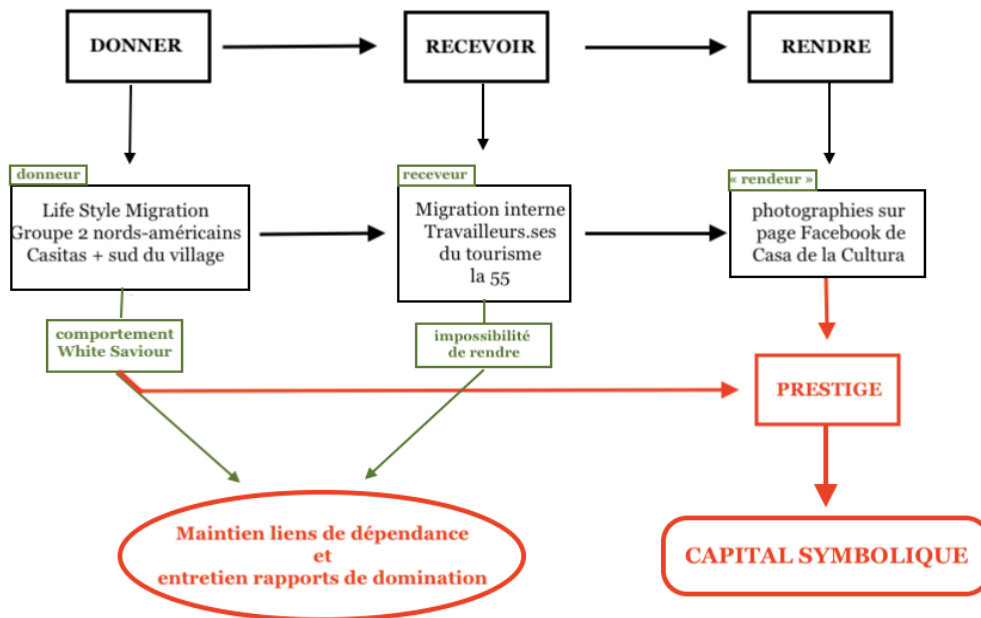 DONNER
RECEVOIR
RENDRE
donneur
Life Style Migration
Groupe 2 nords-américains
Casitas + sud du village
receveur
Migration interne
Travailleurs.ses
du tourisme
la 55
« rendeur »
photographies sur
page Facebook de
Casa de la Cultura
comportement
White Saviour
impossibilité
de rendre
PRESTIGE
Maintien liens de dépendance
et
entretien rapports de domination
CAPITAL SYMBOLIQUE